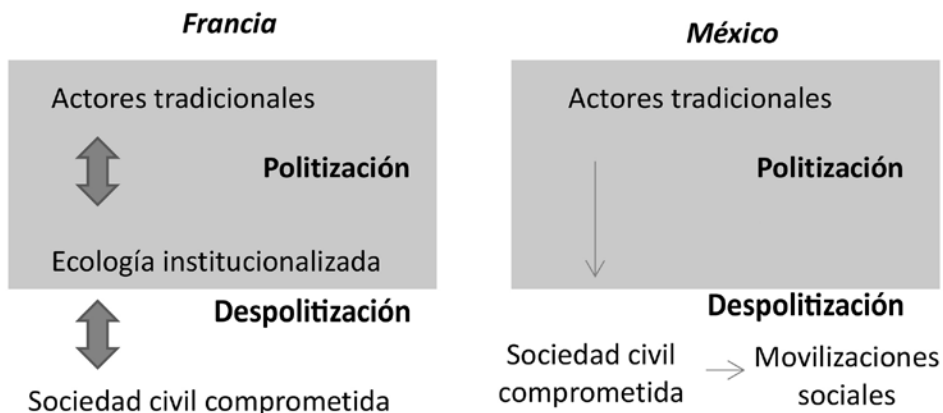 Francia
Actores tradicionales
Politización
Ecología institucionalizada
Despolitización
Sociedad civil comprometida
México
Actores tradicionales
Politización
Despolitización
Sociedad civil
comprometida
Movilizaciones
sociales